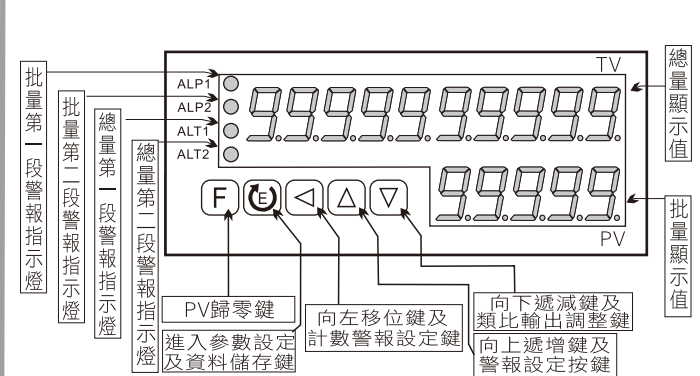 TV
ALP1
ALP2
ALT1
ALT2
9.9.9.9.9.9.9.9.9.9.
9.9.9.9.9.
PV
F
E
批量第一段警報指示燈
批量第二段警報指示燈
總量第一段警報指示燈
總量第二段警報指示燈
總量顯示值
批量顯示值
PV歸零鍵
進入參數設定
及資料儲存鍵
向左移位鍵及
計數警報設定鍵
向下遞減鍵及
類比輸出調整鍵
向上遞增鍵及
警報設定按鍵